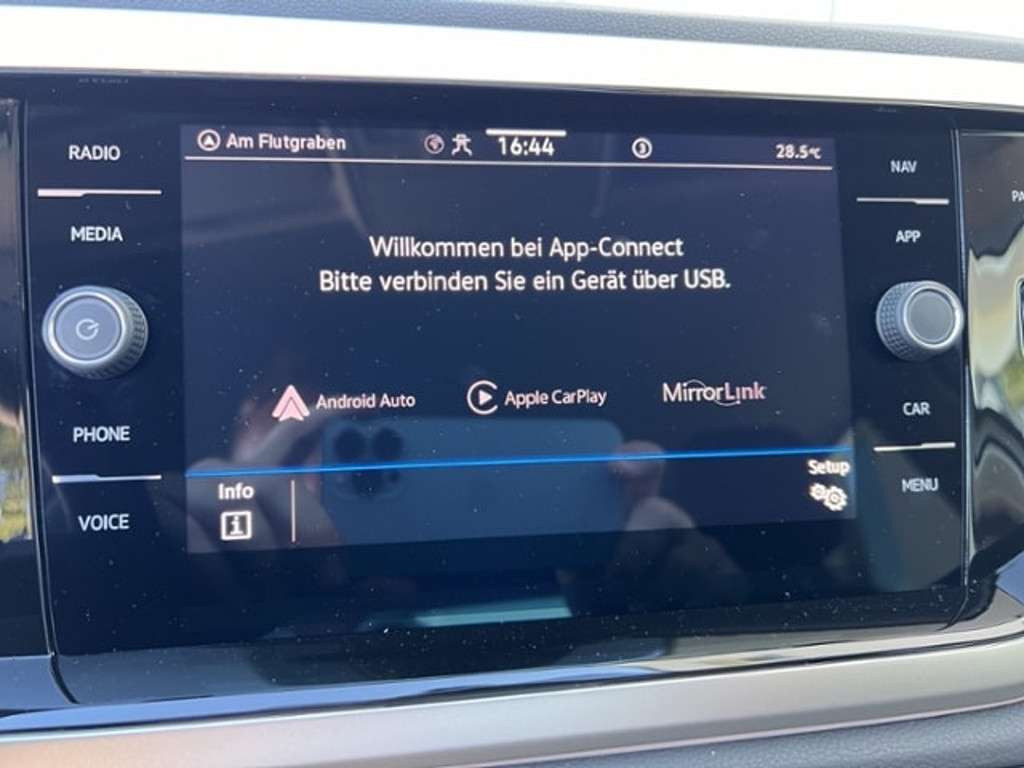 RADIO
MEDIA
PHONE
VOICE
Am Flutgraben
16:44
3
28.5°C
Willkommen bei App-Connect
Bitte verbinden Sie ein Gerät über USB.
Android Auto
Apple CarPlay
MirrorLink
Info
i
Setup
NAV
APP
CAR
MENU